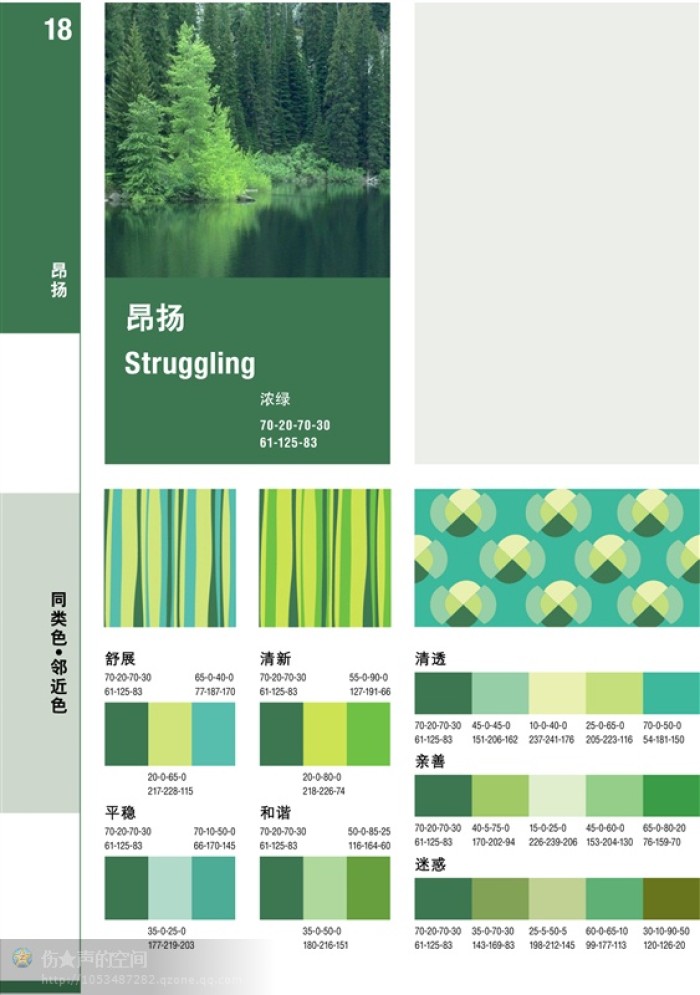 18
昂扬
昂扬
Struggling
浓绿
70-20-70-30
61-125-83
同类色•邻近色
舒展
70-20-70-30 65-0-40-0
61-125-83 77-187-170
20-0-65-0
217-228-115
清新
70-20-70-30 55-0-90-0
61-125-83 127-191-66
20-0-80-0
218-226-74
清透
70-20-70-30 45-0-45-0 10-0-40-0 25-0-65-0 70-0-50-0
61-125-83 151-206-162 237-241-176 205-223-116 54-181-150
亲善
70-20-70-30 40-5-75-0 15-0-25-0 45-0-60-0 65-0-80-20
61-125-83 170-202-94 226-239-206 153-204-130 76-159-70
平稳
70-20-70-30 70-10-50-0
61-125-83 66-170-145
35-0-25-0
177-219-203
和谐
70-20-70-30 50-0-85-25
61-125-83 116-164-60
35-0-50-0
180-216-151
迷惑
70-20-70-30 35-0-70-30 25-5-50-5 60-0-65-10 30-10-90-50
61-125-83 143-169-83 198-212-145 99-177-113 120-126-20
伤★声的空间
http://1053487282.qzone.qq.com